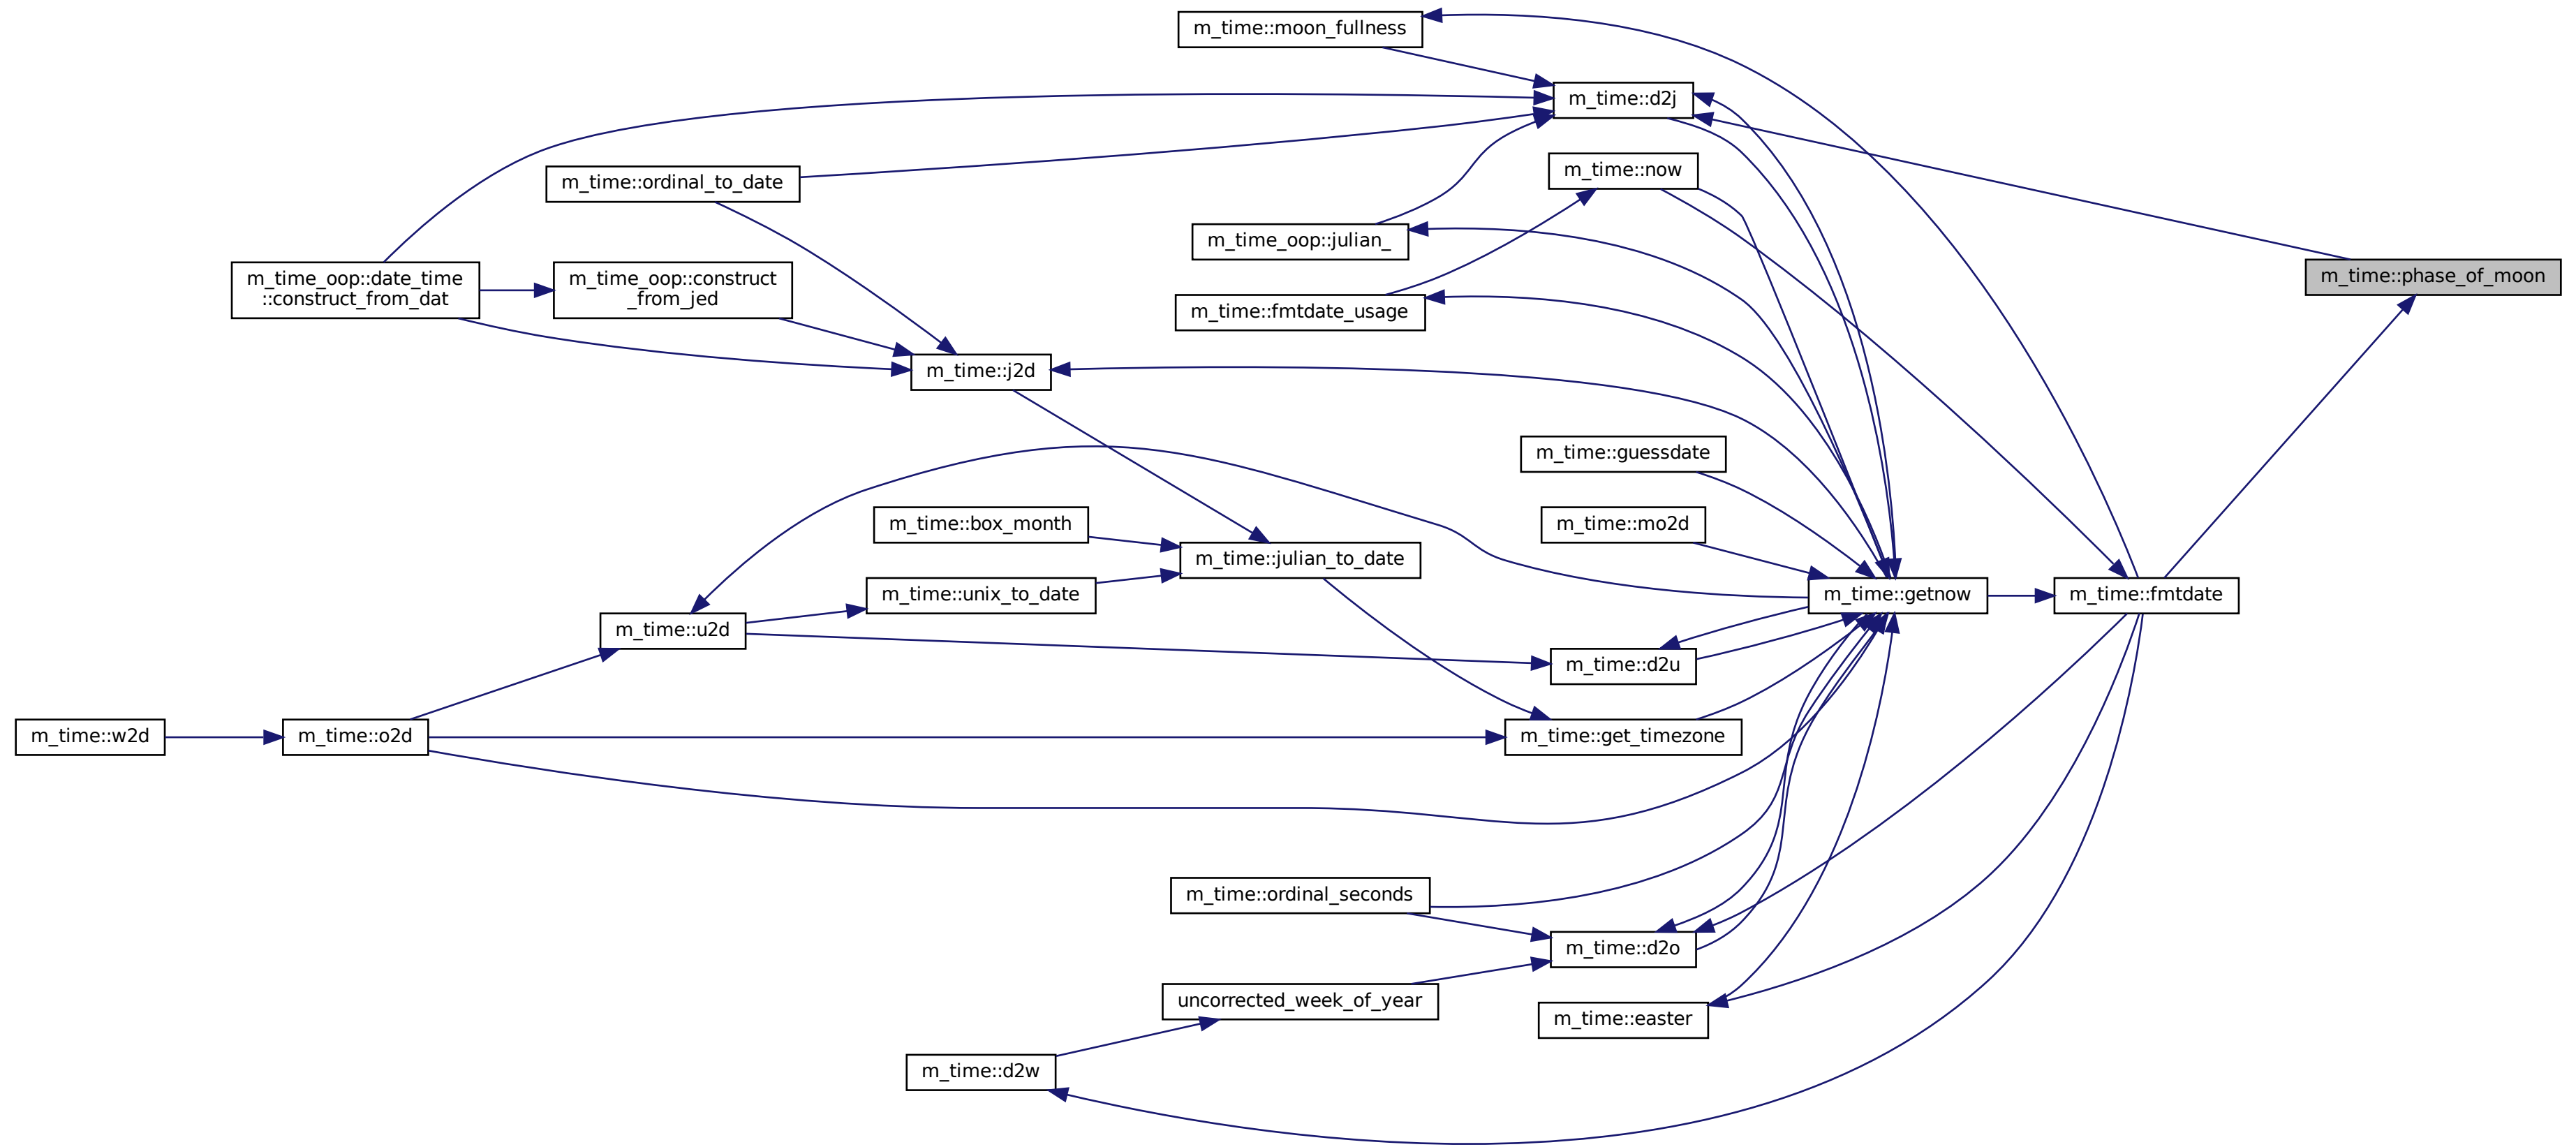 m_time::moon_fullness
m_time::d2j
m_time::now
m_time::ordinal_to_date
m_time_oop::julian_
m_time::phase_of_moon
m_time_oop::date_time
::construct_from_dat
m_time_oop::construct
_from_jed
m_time::fmtdate_usage
m_time::j2d
m_time::guessdate
m_time::box_month
m_time::mo2d
m_time::julian_to_date
m_time::unix_to_date
m_time::getnow
m_time::fmtdate
m_time::u2d
m_time::d2u
m_time::w2d
m_time::o2d
m_time::get_timezone
m_time::ordinal_seconds
m_time::d2o
uncorrected_week_of_year
m_time::easter
m_time::d2w